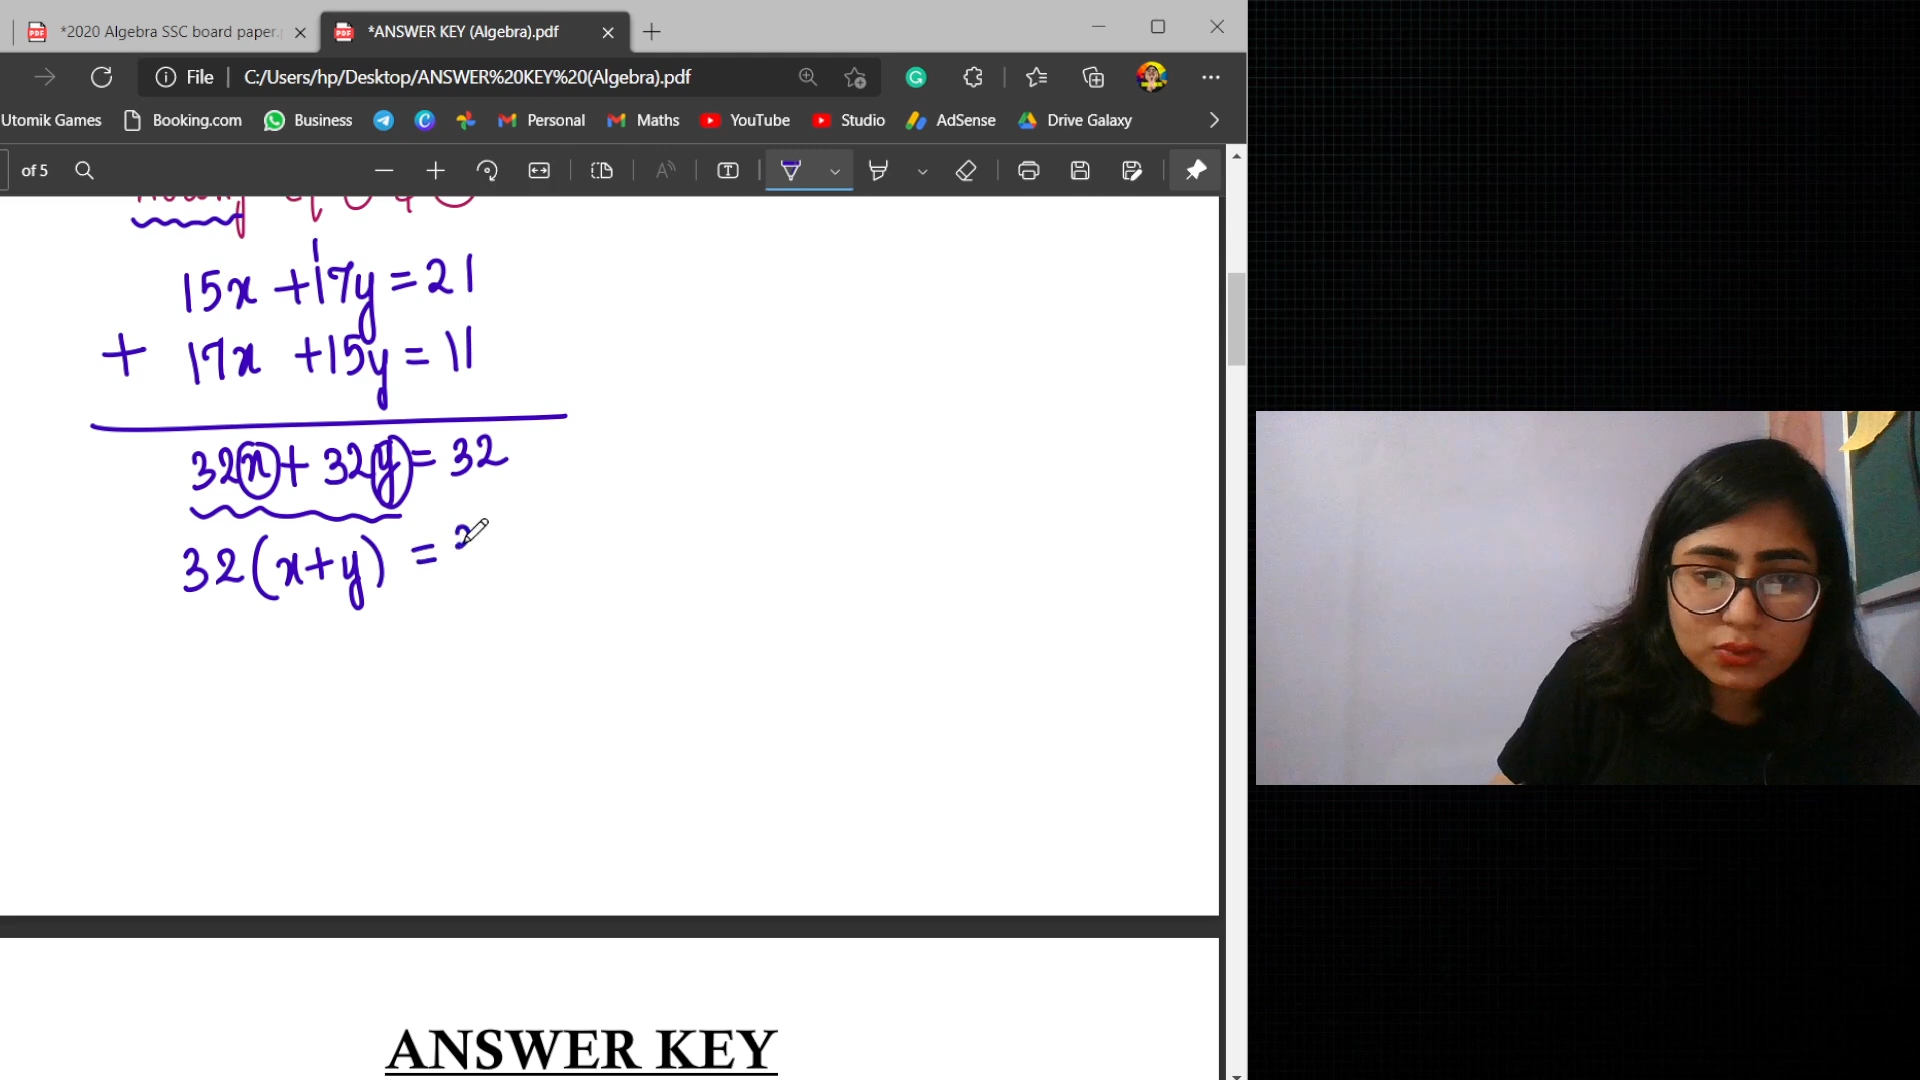 *2020 Algebra SSC board paper.
*ANSWER KEY (Algebra).pdf
File C:/Users/hp/Desktop/ANSWER%20KEY%20(Algebra).pdf
Utomik Games Booking.com Business Personal Maths YouTube Studio AdSense Drive Galaxy
of 5
15x + 17y = 21
+ 17x + 15y = 11
32x + 32y = 32
32(x+y) =
ANSWER KEY